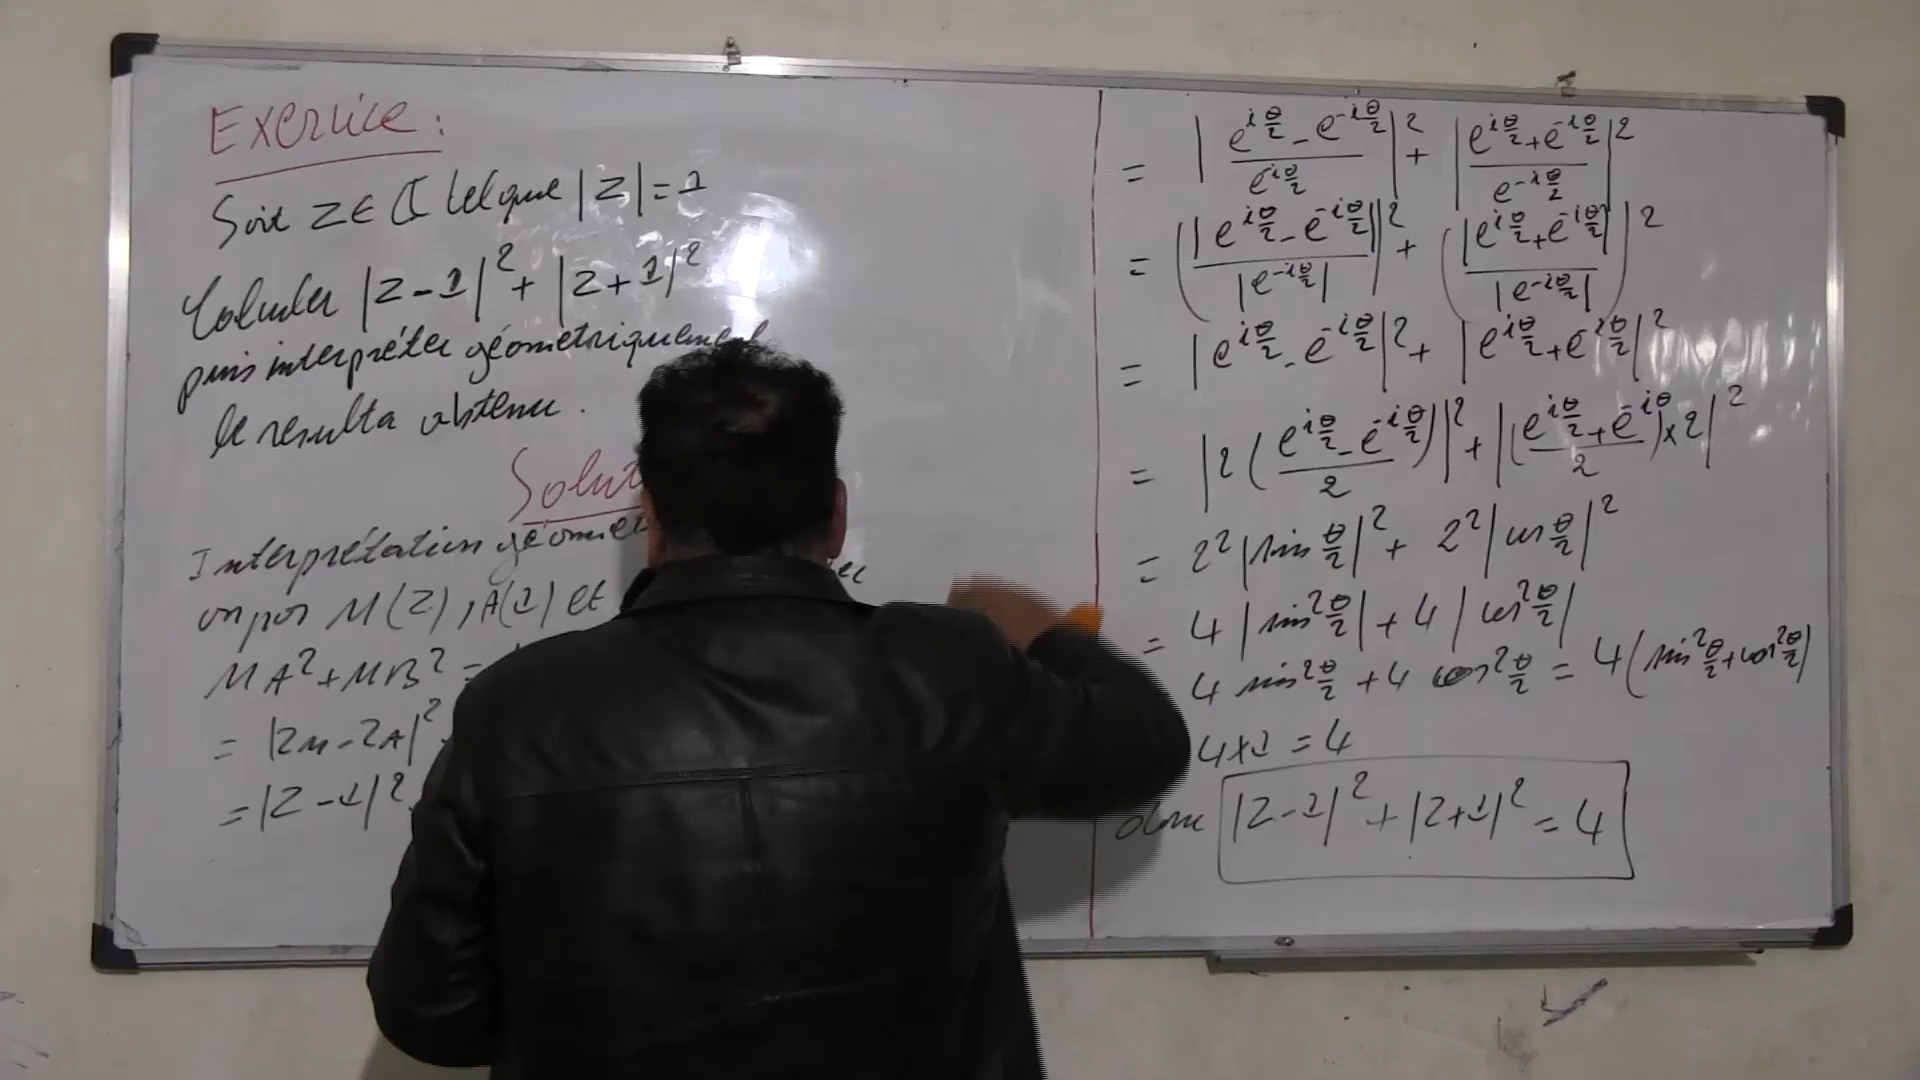 Exercice :
Soit Z ∈ ℂ tel que |Z| = 1
Calculer |Z - 1|² + |Z + 1|²
puis interpréter géométriquement
le resulta obtenu .
Solut
Interprétation géomét
on pos M(Z), A(1) et
MA² + MB² =
= |ZM - ZA|²
= |Z - 1|²
= |(e^{iθ/2} - e^{-iθ/2}) / e^{iθ/2}|² + |(e^{iθ/2} + e^{-iθ/2}) / e^{-iθ/2}|²
= (|e^{iθ/2} - e^{-iθ/2}| / |e^{-iθ/2}|)² + (|e^{iθ/2} + e^{-iθ/2}| / |e^{-iθ/2}|)²
= |e^{iθ/2} - e^{-iθ/2}|² + |e^{iθ/2} + e^{iθ/2}|²
= |2((e^{iθ/2} - e^{-iθ/2}) / 2)|² + |((e^{iθ/2} + e^{-iθ}) / 2) × 2|²
= 2² |sin θ/2|² + 2² |cos θ/2|²
= 4 |sin² θ/2| + 4 |cos² θ/2|
4 sin² θ/2 + 4 cos² θ/2 = 4(sin² θ/2 + cos² θ/2)
4×1 = 4
donc |Z - 1|² + |Z + 1|² = 4